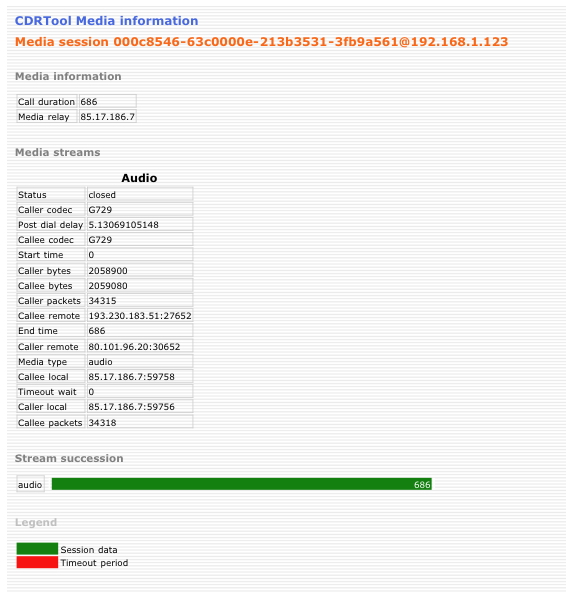 CDRTool Media information
Media session 000c8546-63c0000e-213b3531-3fb9a561@192.168.1.123
Media information
Call duration 686
Media relay 85.17.186.7
Media streams
Audio
Status closed
Caller codec G729
Post dial delay 5.13069105148
Callee codec G729
Start time 0
Caller bytes 2058900
Callee bytes 2059080
Caller packets 34315
Callee remote 193.230.183.51:27652
End time 686
Caller remote 80.101.96.20:30652
Media type audio
Callee local 85.17.186.7:59758
Timeout wait 0
Caller local 85.17.186.7:59756
Callee packets 34318
Stream succession
audio 686
Legend
Session data
Timeout period